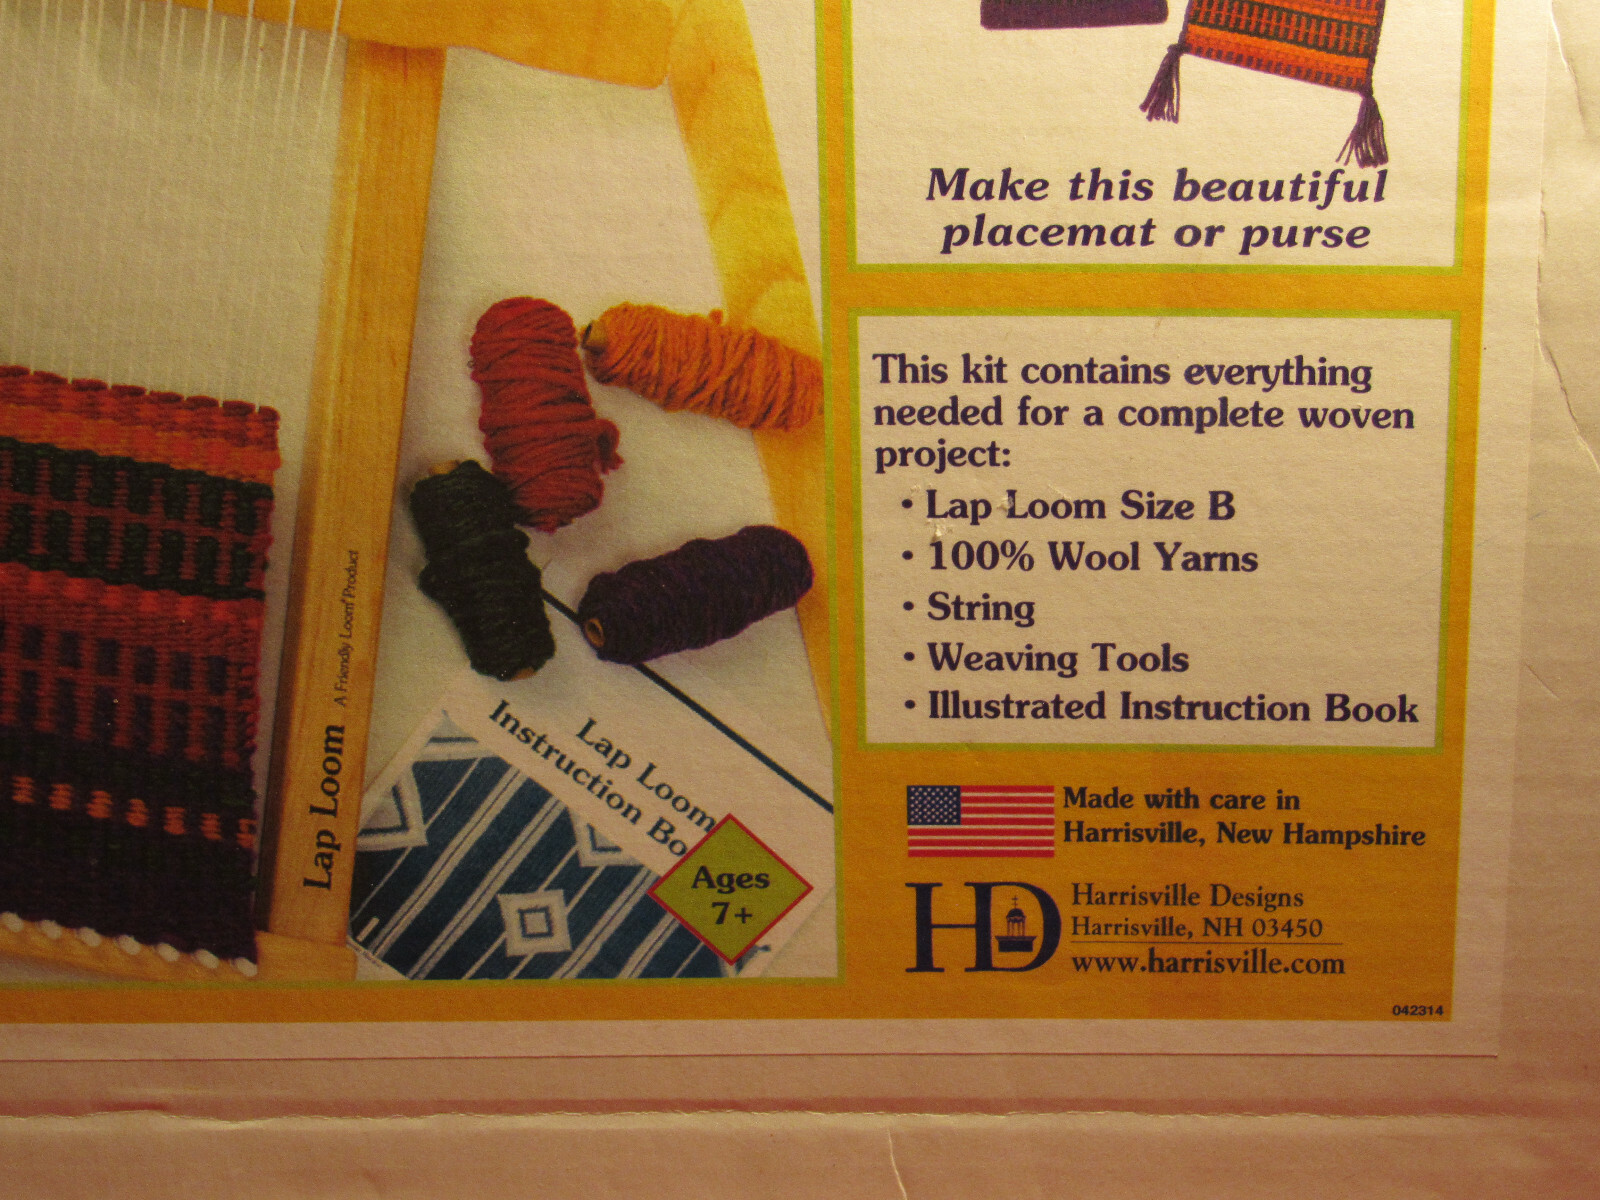 Make this beautiful
placemat or purse
This kit contains everything
needed for a complete woven
project:
• Lap Loom Size B
• 100% Wool Yarns
• String
• Weaving Tools
• Illustrated Instruction Book
Made with care in
Harrisville, New Hampshire
HD
Harrisville Designs
Harrisville, NH 03450
www.harrisville.com
042314
Lap Loom A Friendly Loom® Product
Lap Loom
Instruction Bo
Ages
7+